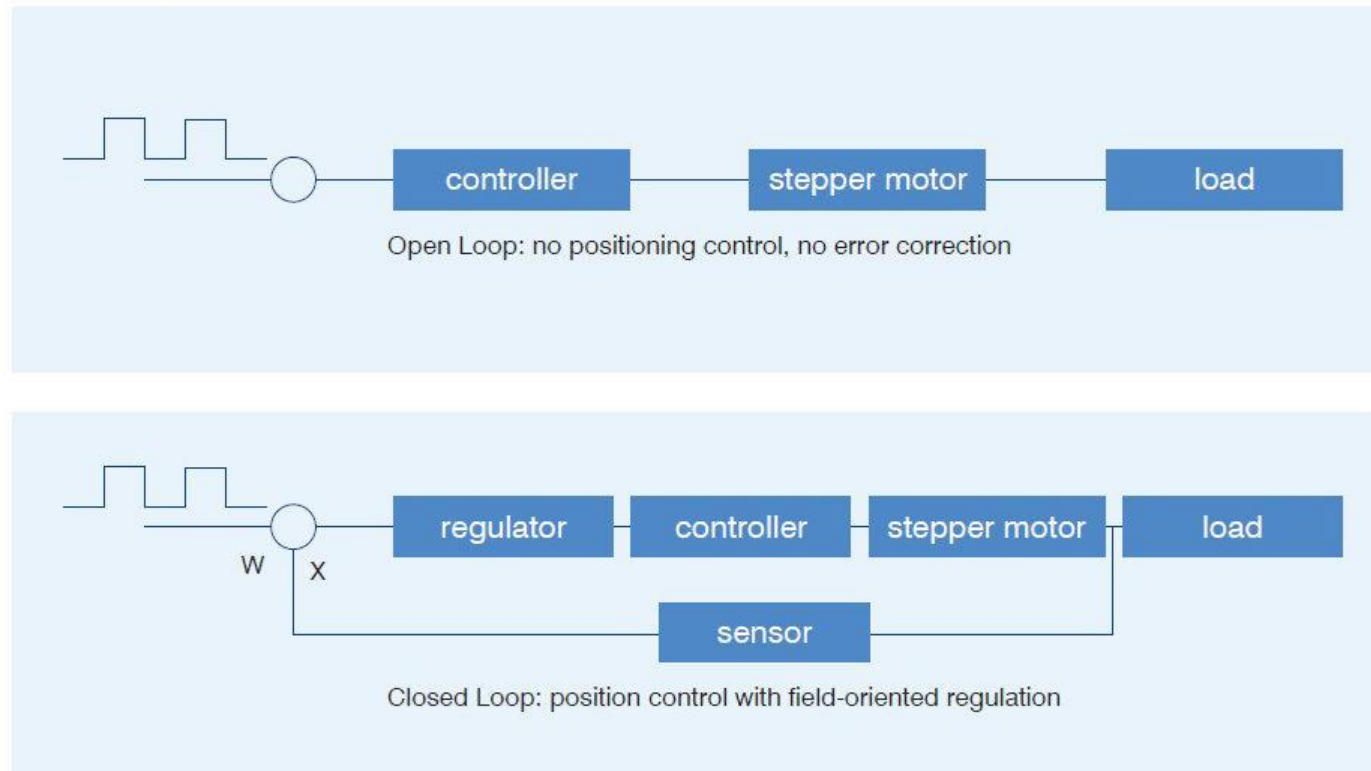 controller
stepper motor
load
Open Loop: no positioning control, no error correction
regulator
controller
stepper motor
load
W
X
sensor
Closed Loop: position control with field-oriented regulation